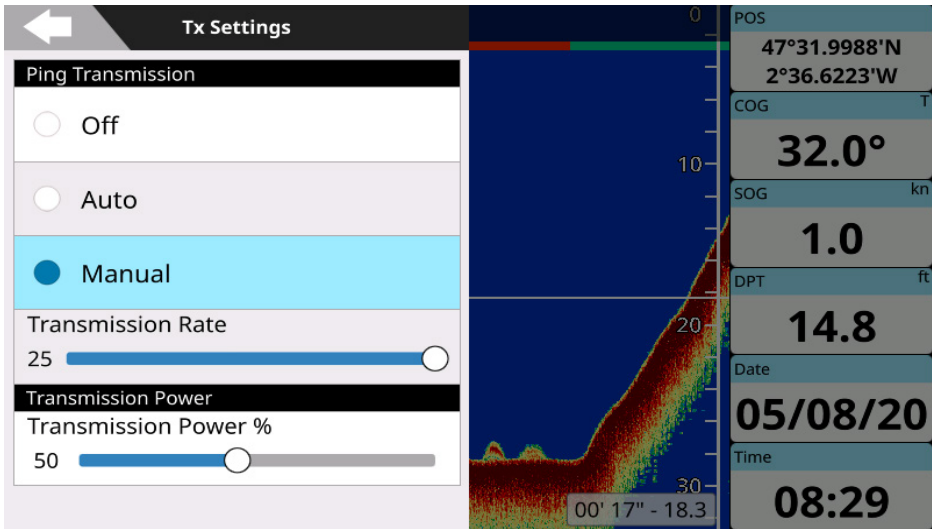 Tx Settings
Ping Transmission
Off
Auto
Manual
Transmission Rate
25
Transmission Power
Transmission Power %
50
0
10
20
30
00' 17" - 18.3
POS
47°31.9988'N
2°36.6223'W
COG T
32.0°
SOG kn
1.0
DPT ft
14.8
Date
05/08/20
Time
08:29